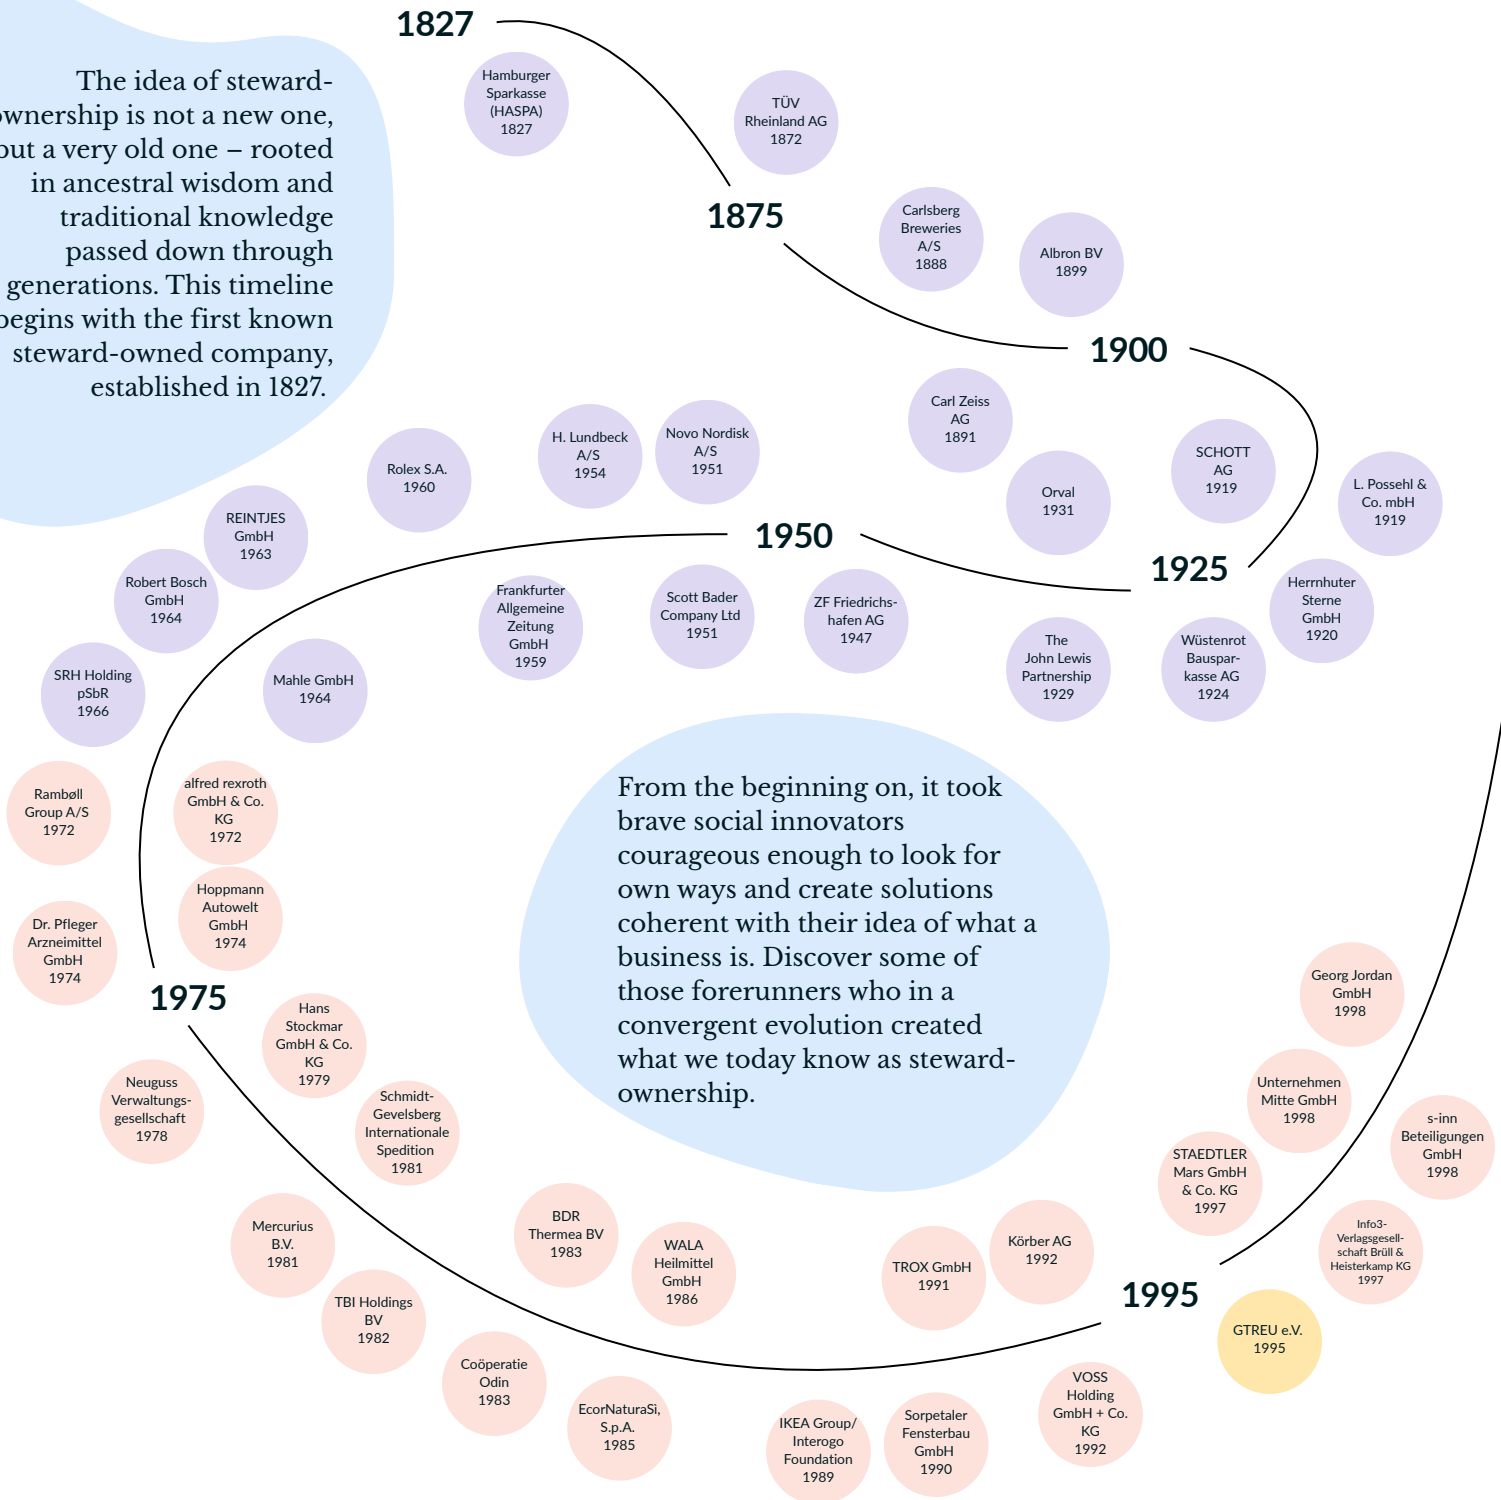 1827
Hamburger
Sparkasse
(HASPA)
1827
TÜV
Rheinland AG
1872
The idea of steward-
ownership is not a new one,
but a very old one – rooted
in ancestral wisdom and
traditional knowledge
passed down through
generations. This timeline
begins with the first known
steward-owned company,
established in 1827.
1875
Carlsberg
Breweries
A/S
1888
Albron BV
1899
1900
Carl Zeiss
AG
1891
SCHOTT
AG
1919
L. Possehl &
Co. mbH
1919
Orval
1931
1925
Herrnhuter
Sterne
GmbH
1920
Wüstenrot
Bauspar-
kasse AG
1924
The
John Lewis
Partnership
1929
1950
ZF Friedrichs-
hafen AG
1947
Novo Nordisk
A/S
1951
Scott Bader
Company Ltd
1951
H. Lundbeck
A/S
1954
Frankfurter
Allgemeine
Zeitung
GmbH
1959
Rolex S.A.
1960
REINTJES
GmbH
1963
Robert Bosch
GmbH
1964
Mahle GmbH
1964
SRH Holding
pSbR
1966
Rambøll
Group A/S
1972
alfred rexroth
GmbH & Co.
KG
1972
Hoppmann
Autowelt
GmbH
1974
Dr. Pfleger
Arzneimittel
GmbH
1974
From the beginning on, it took
brave social innovators
courageous enough to look for
own ways and create solutions
coherent with their idea of what a
business is. Discover some of
those forerunners who in a
convergent evolution created
what we today know as steward-
ownership.
1975
Hans
Stockmar
GmbH & Co.
KG
1979
Neuguss
Verwaltungs-
gesellschaft
1978
Schmidt-
Gevelsberg
Internationale
Spedition
1981
Mercurius
B.V.
1981
TBI Holdings
BV
1982
BDR
Thermea BV
1983
Coöperatie
Odin
1983
WALA
Heilmittel
GmbH
1986
EcorNaturaSì,
S.p.A.
1985
IKEA Group/
Interogo
Foundation
1989
Sorpetaler
Fensterbau
GmbH
1990
TROX GmbH
1991
Körber AG
1992
VOSS
Holding
GmbH + Co.
KG
1992
1995
GTREU e.V.
1995
STAEDTLER
Mars GmbH
& Co. KG
1997
Info3-
Verlagsgesell-
schaft Brüll &
Heisterkamp KG
1997
Unternehmen
Mitte GmbH
1998
s-inn
Beteiligungen
GmbH
1998
Georg Jordan
GmbH
1998